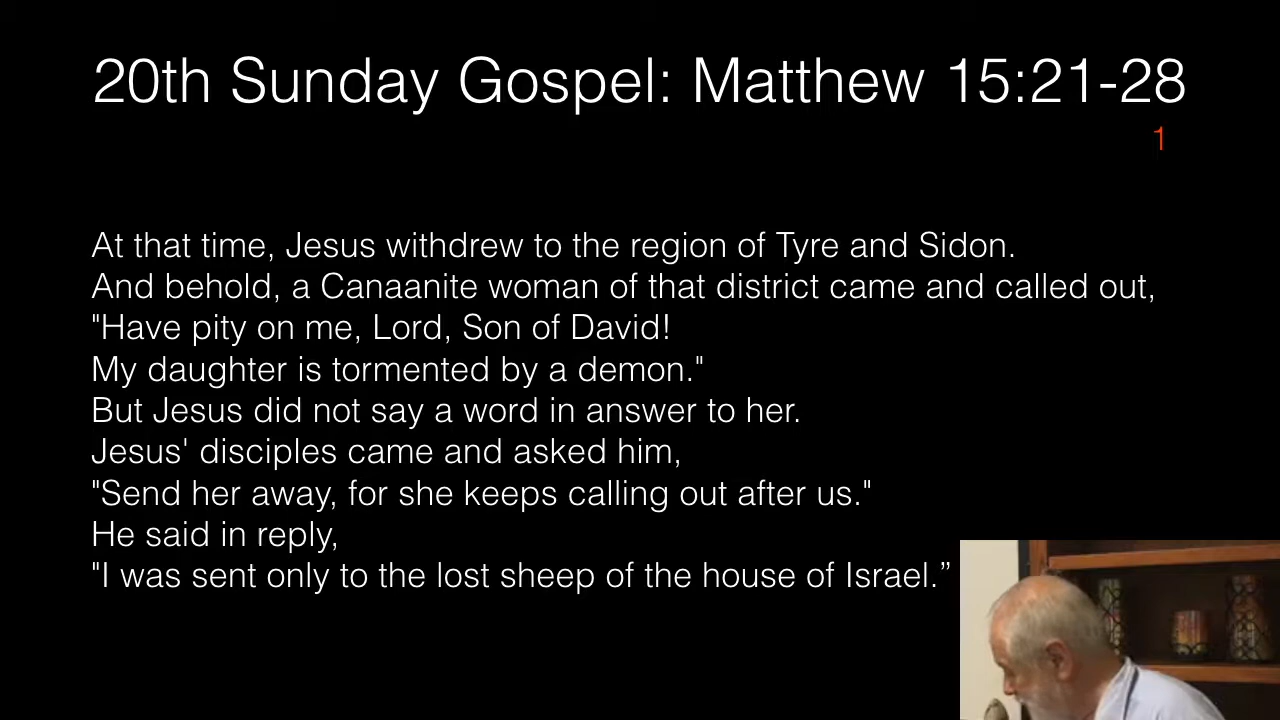 20th Sunday Gospel: Matthew 15:21-28
1
At that time, Jesus withdrew to the region of Tyre and Sidon.
And behold, a Canaanite woman of that district came and called out,
"Have pity on me, Lord, Son of David!
My daughter is tormented by a demon."
But Jesus did not say a word in answer to her.
Jesus' disciples came and asked him,
"Send her away, for she keeps calling out after us."
He said in reply,
"I was sent only to the lost sheep of the house of Israel.”